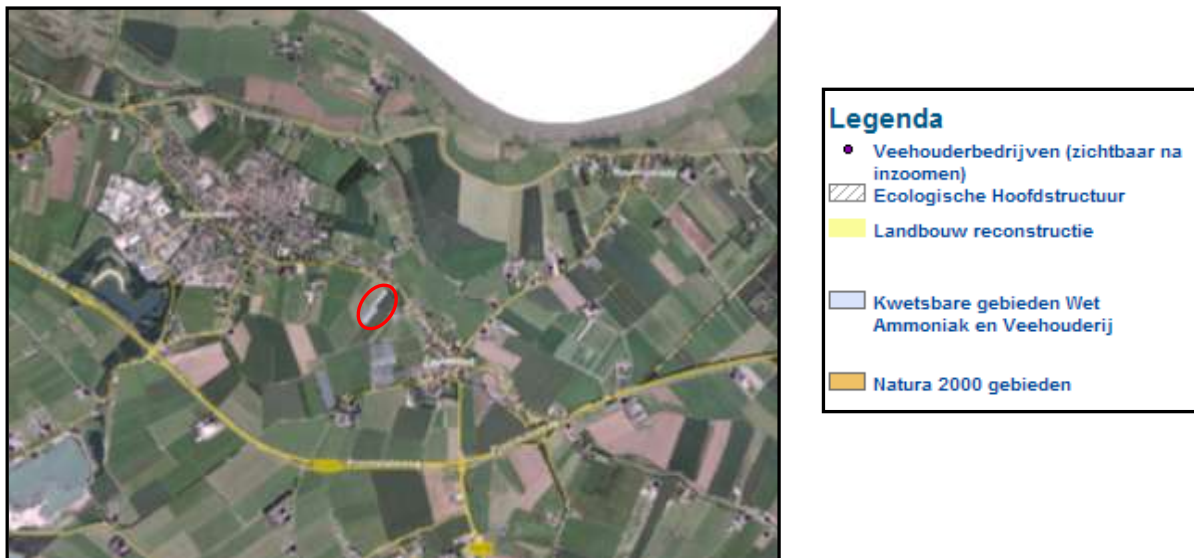 Legenda
Veehouderbedrijven (zichtbaar na
inzoomen)
Ecologische Hoofdstructuur
Landbouw reconstructie
Kwetsbare gebieden Wet
Ammoniak en Veehouderij
Natura 2000 gebieden